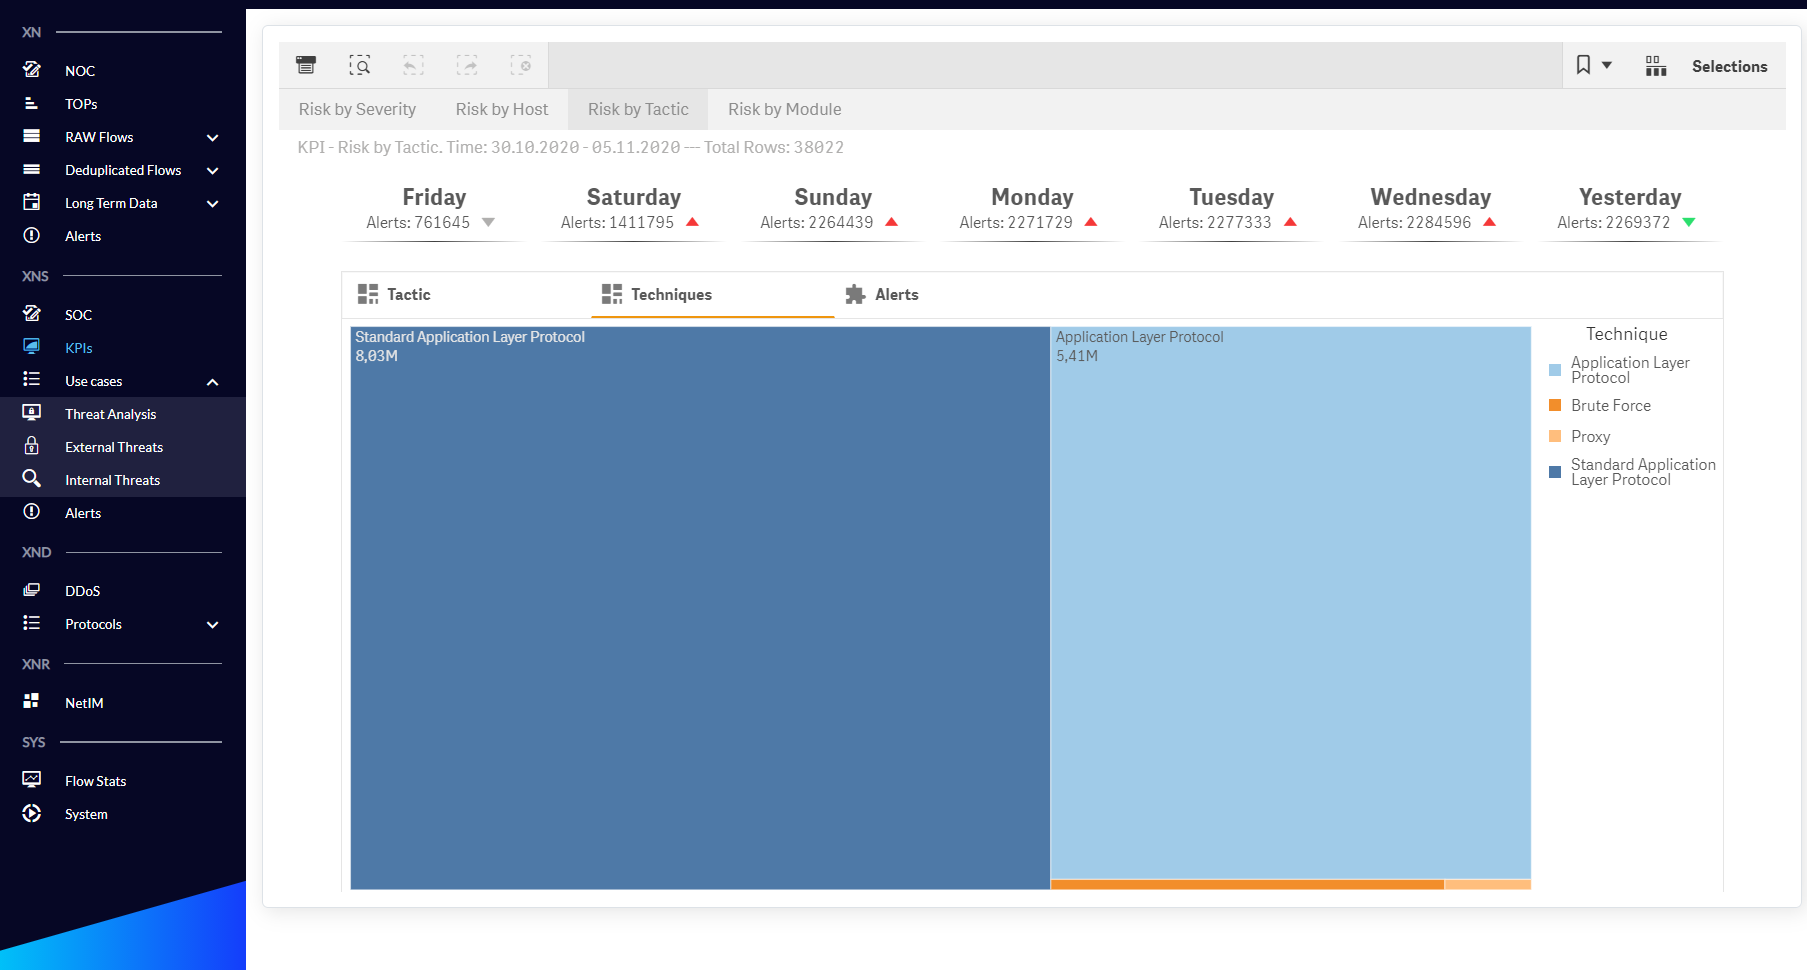 XN
NOC
TOPs
RAW Flows
Deduplicated Flows
Long Term Data
Alerts
XNS
SOC
KPIs
Use cases
Threat Analysis
External Threats
Internal Threats
Alerts
XND
DDoS
Protocols
XNR
NetIM
SYS
Flow Stats
System
Selections
Risk by Severity Risk by Host Risk by Tactic Risk by Module
KPI - Risk by Tactic. Time: 30.10.2020 - 05.11.2020 --- Total Rows: 38022
Friday Saturday Sunday Monday Tuesday Wednesday Yesterday
Alerts: 761645 Alerts: 1411795 Alerts: 2264439 Alerts: 2271729 Alerts: 2277333 Alerts: 2284596 Alerts: 2269372
Tactic Techniques Alerts
Standard Application Layer Protocol
8,03M
Application Layer Protocol
5,41M
Technique
Application Layer
Protocol
Brute Force
Proxy
Standard Application
Layer Protocol